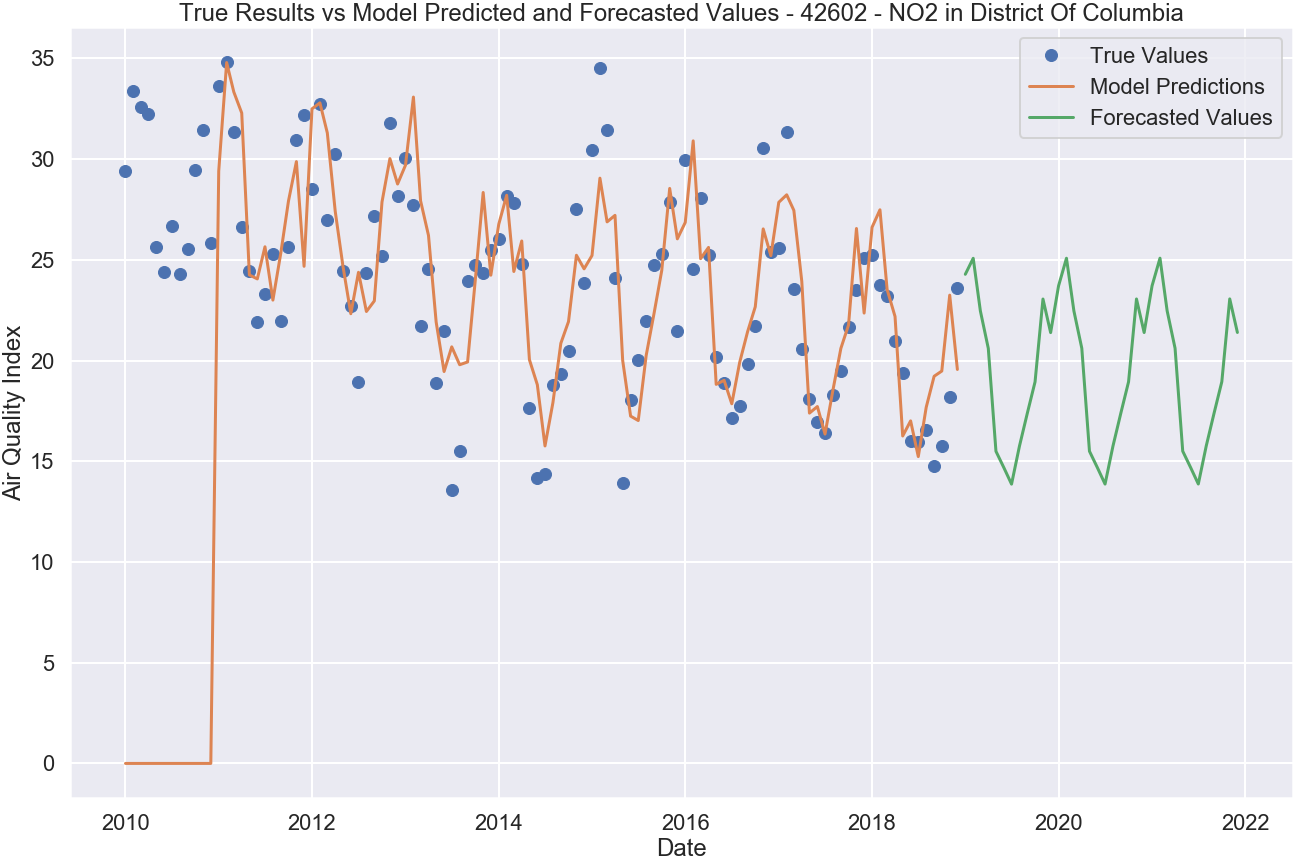 True Results vs Model Predicted and Forecasted Values - 42602 - NO2 in District Of Columbia
True Values
Model Predictions
Forecasted Values
Air Quality Index
35
30
25
20
15
10
5
0
2010 2012 2014 2016 2018 2020 2022
Date